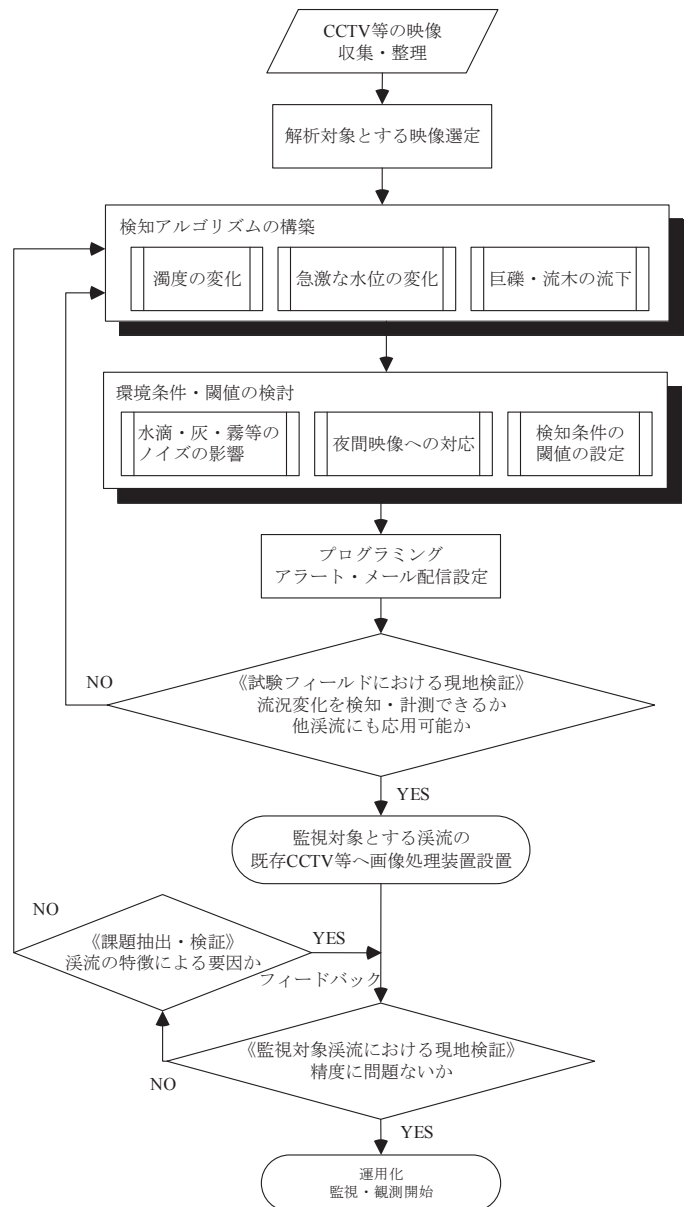 CCTV等の映像
収集・整理
解析対象とする映像選定
検知アルゴリズムの構築
濁度の変化
急激な水位の変化
巨礫・流木の流下
環境条件・閾値の検討
水滴・灰・霧等の
ノイズの影響
夜間映像への対応
検知条件の
閾値の設定
プログラミング
アラート・メール配信設定
NO
《試験フィールドにおける現地検証》
流況変化を検知・計測できるか
他渓流にも応用可能か
YES
監視対象とする渓流の
既存CCTV等へ画像処理装置設置
NO
《課題抽出・検証》
渓流の特徴による要因か
YES
フィードバック
《監視対象渓流における現地検証》
精度に問題ないか
NO
YES
運用化
監視・観測開始